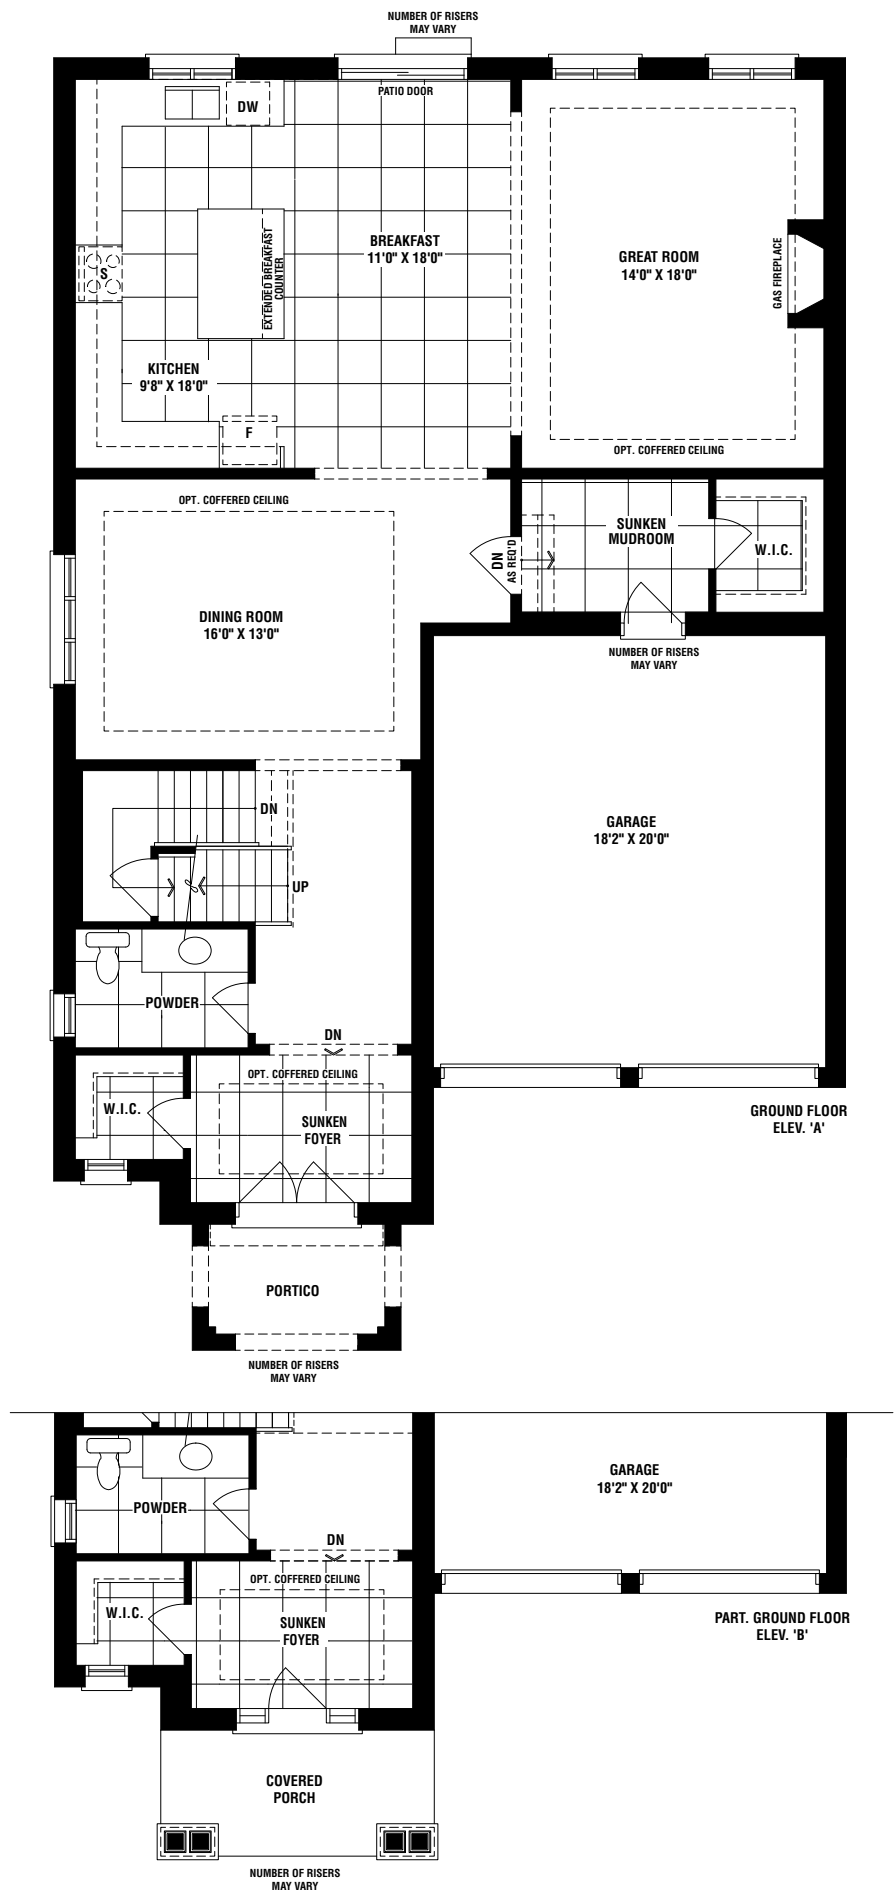 NUMBER OF RISERS
MAY VARY
PATIO DOOR
DW
BREAKFAST
11'0" X 18'0"
GREAT ROOM
14'0" X 18'0"
GAS FIREPLACE
EXTENDED BREAKFAST
COUNTER
S
KITCHEN
9'8" X 18'0"
F
OPT. COFFERED CEILING
OPT. COFFERED CEILING
SUNKEN
MUDROOM
W.I.C.
DN
AS REQ'D
DINING ROOM
16'0" X 13'0"
NUMBER OF RISERS
MAY VARY
DN
GARAGE
18'2" X 20'0"
UP
POWDER
DN
OPT. COFFERED CEILING
W.I.C.
SUNKEN
FOYER
GROUND FLOOR
ELEV. 'A'
PORTICO
NUMBER OF RISERS
MAY VARY
GARAGE
18'2" X 20'0"
POWDER
DN
OPT. COFFERED CEILING
W.I.C.
SUNKEN
FOYER
PART. GROUND FLOOR
ELEV. 'B'
COVERED
PORCH
NUMBER OF RISERS
MAY VARY